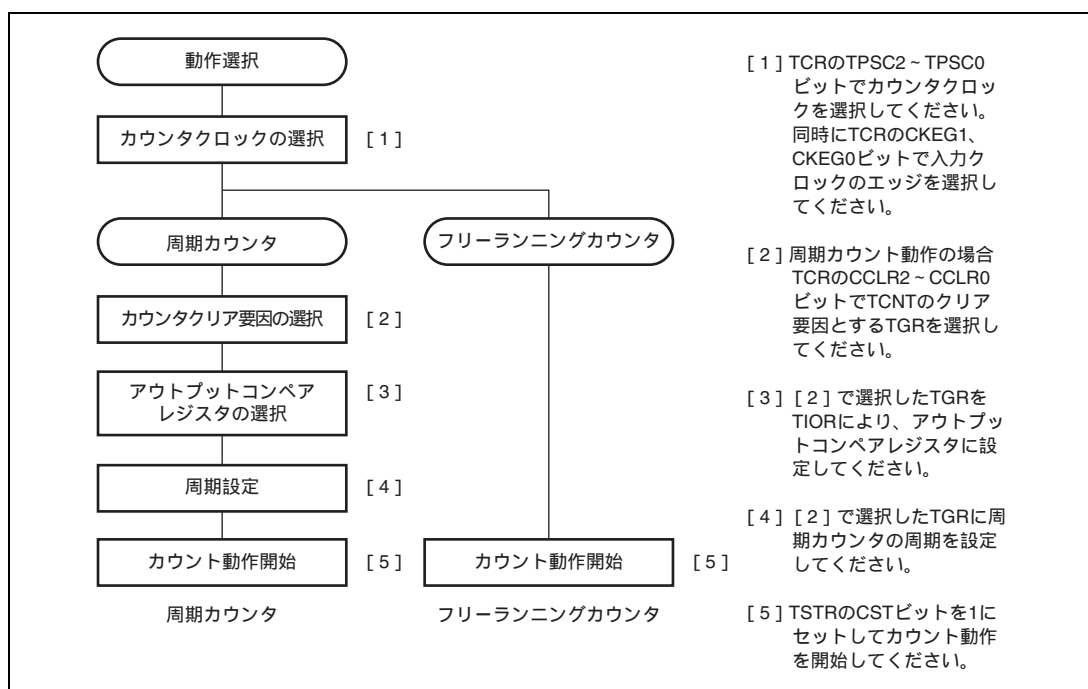 動作選択
カウンタクロックの選択 [1]
周期カウンタ フリーランニングカウンタ
カウンタクリア要因の選択 [2]
アウトプットコンペア
レジスタの選択 [3]
周期設定 [4]
カウント動作開始 [5] カウント動作開始 [5]
周期カウンタ フリーランニングカウンタ
[1] TCRのTPSC2~TPSC0
ビットでカウンタクロッ
クを選択してください。
同時にTCRのCKEG1、
CKEG0ビットで入力ク
ロックのエッジを選択し
てください。
[2] 周期カウント動作の場合
TCRのCCLR2~CCLR0
ビットでTCNTのクリア
要因とするTGRを選択し
てください。
[3] [2]で選択したTGRを
TIORにより、アウトプッ
トコンペアレジスタに設
定してください。
[4] [2]で選択したTGRに周
期カウンタの周期を設定
してください。
[5] TSTRのCSTビットを1に
セットしてカウント動作
を開始してください。